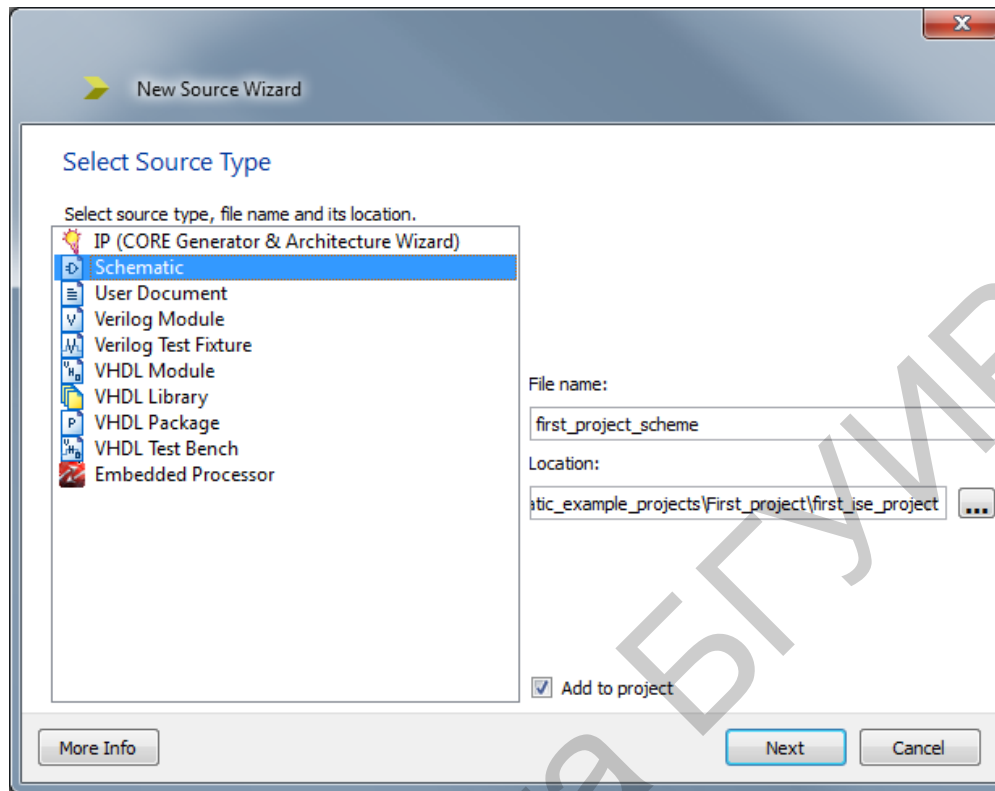 New Source Wizard
Select Source Type
Select source type, file name and its location.
IP (CORE Generator & Architecture Wizard)
Schematic
User Document
Verilog Module
Verilog Test Fixture
VHDL Module
VHDL Library
VHDL Package
VHDL Test Bench
Embedded Processor
File name:
first_project_scheme
Location:
tic_example_projects\First_project\first_ise_project
...
Add to project
More Info
Next
Cancel
а БГУИР